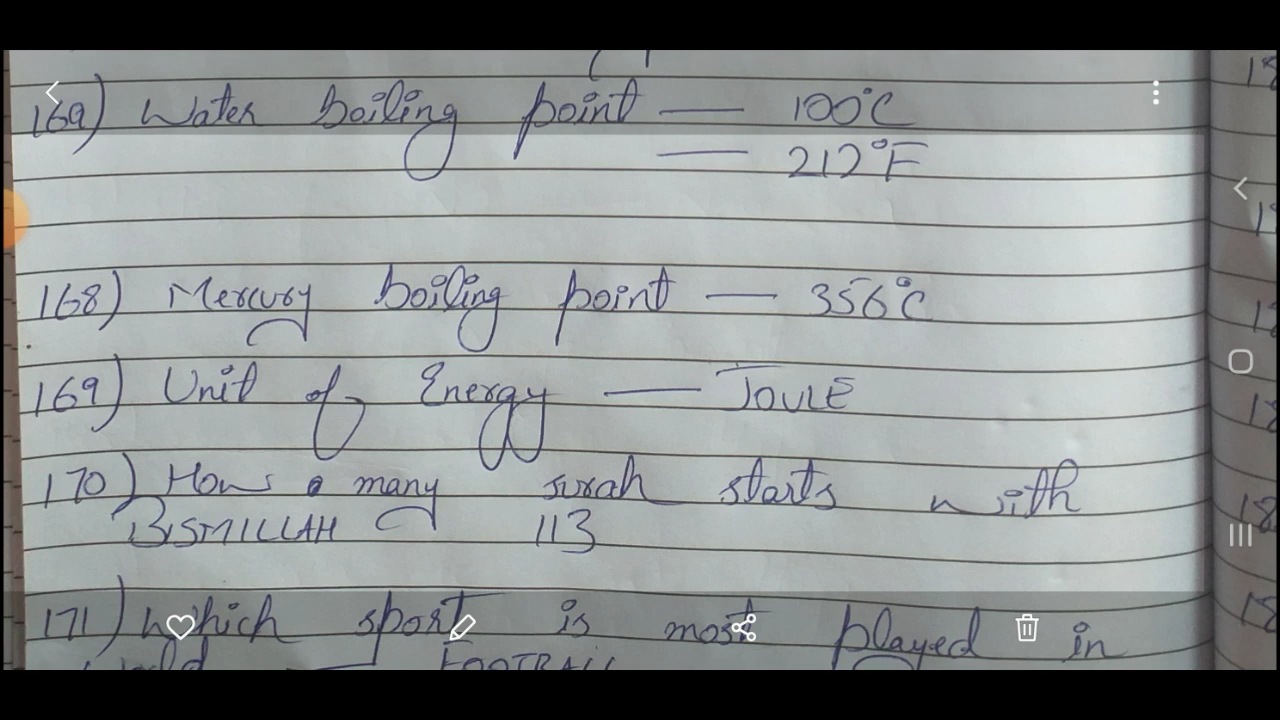 169) Water boiling point — 100°C
— 212°F
168) Mercury boiling point — 356°C
169) Unit of Energy — JOULE
170) How many surah starts with
BISMILLAH 113
171) Which sport is most played in
FOOTBALL